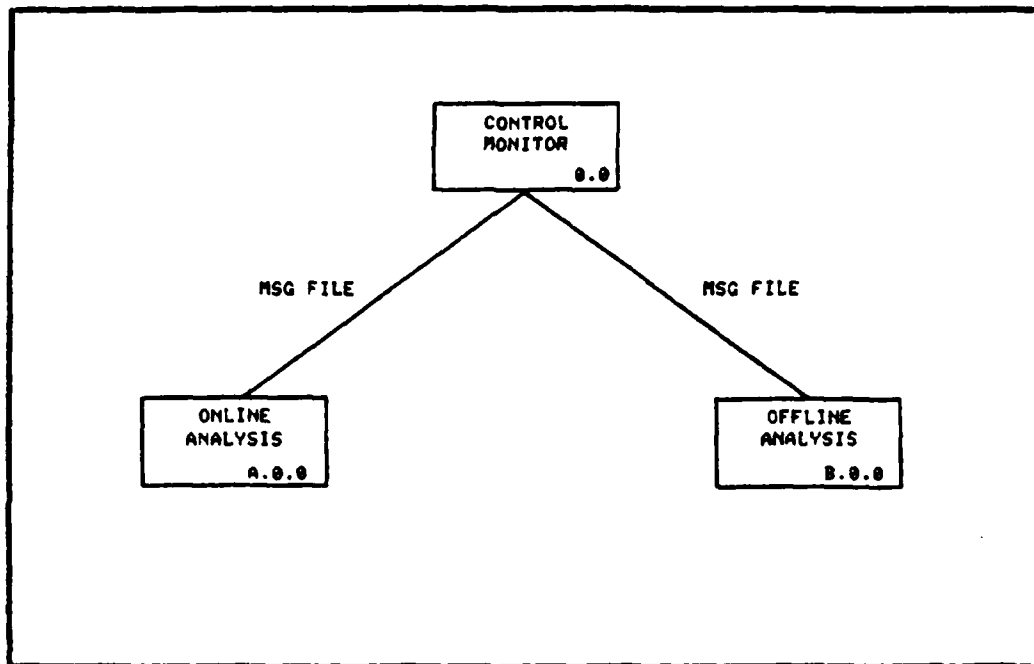 CONTROL
MONITOR
0.0
MSG FILE
MSG FILE
ONLINE
ANALYSIS
A.0.0
OFFLINE
ANALYSIS
B.0.0